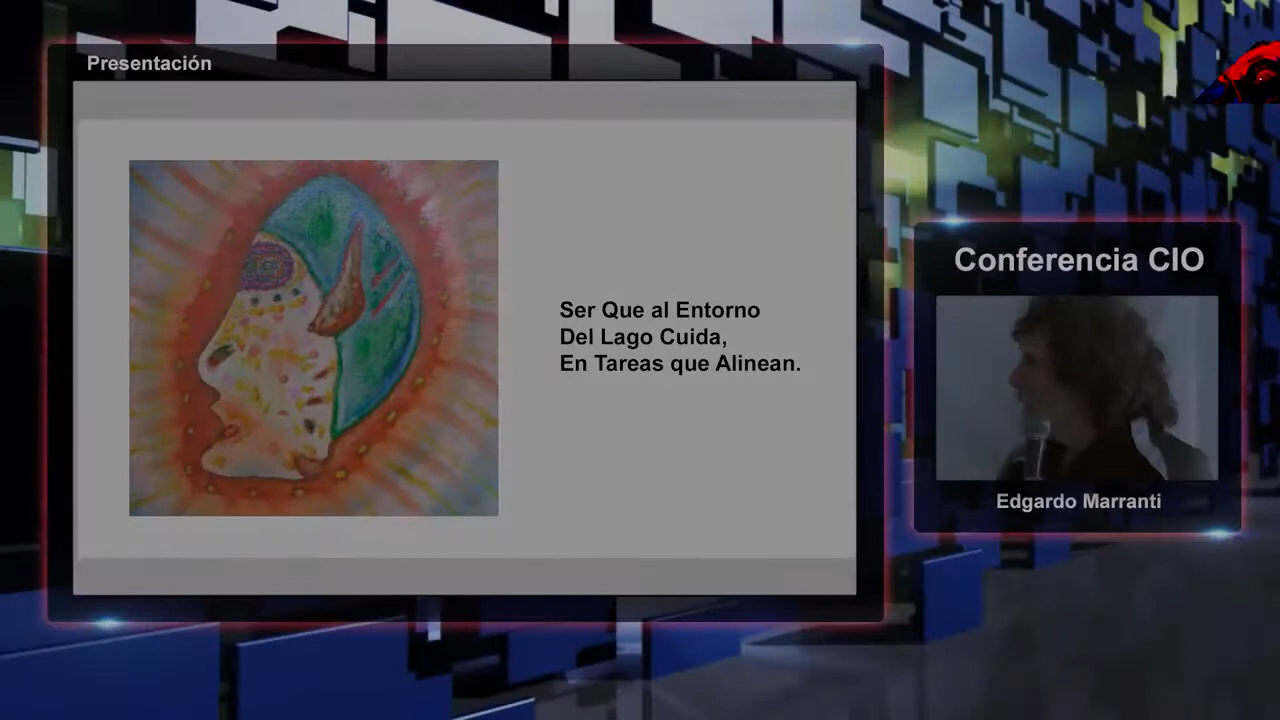 Presentación
Ser Que al Entorno
Del Lago Cuida,
En Tareas que Alinean.
Conferencia CIO
Edgardo Marranti